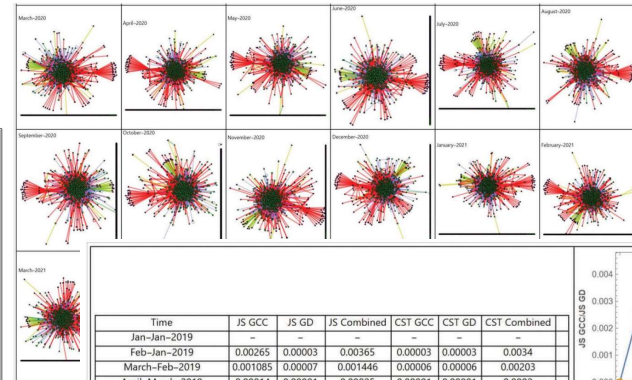 March–2020
April–2020
May–2020
June–2020
July–2020
August–2020
September–2020
October–2020
November–2020
December–2020
January–2021
February–2021
March–2021
Time JS GCC JS GD JS Combined CST GCC CST GD CST Combined
Jan–Jan–2019 – – – – – –
Feb–Jan–2019 0.00265 0.00003 0.00365 0.00003 0.00003 0.0034
March–Feb–2019 0.001085 0.00007 0.001446 0.00006 0.00006 0.00203
JS GCC/JS GD
0.004
0.003
0.002
0.001